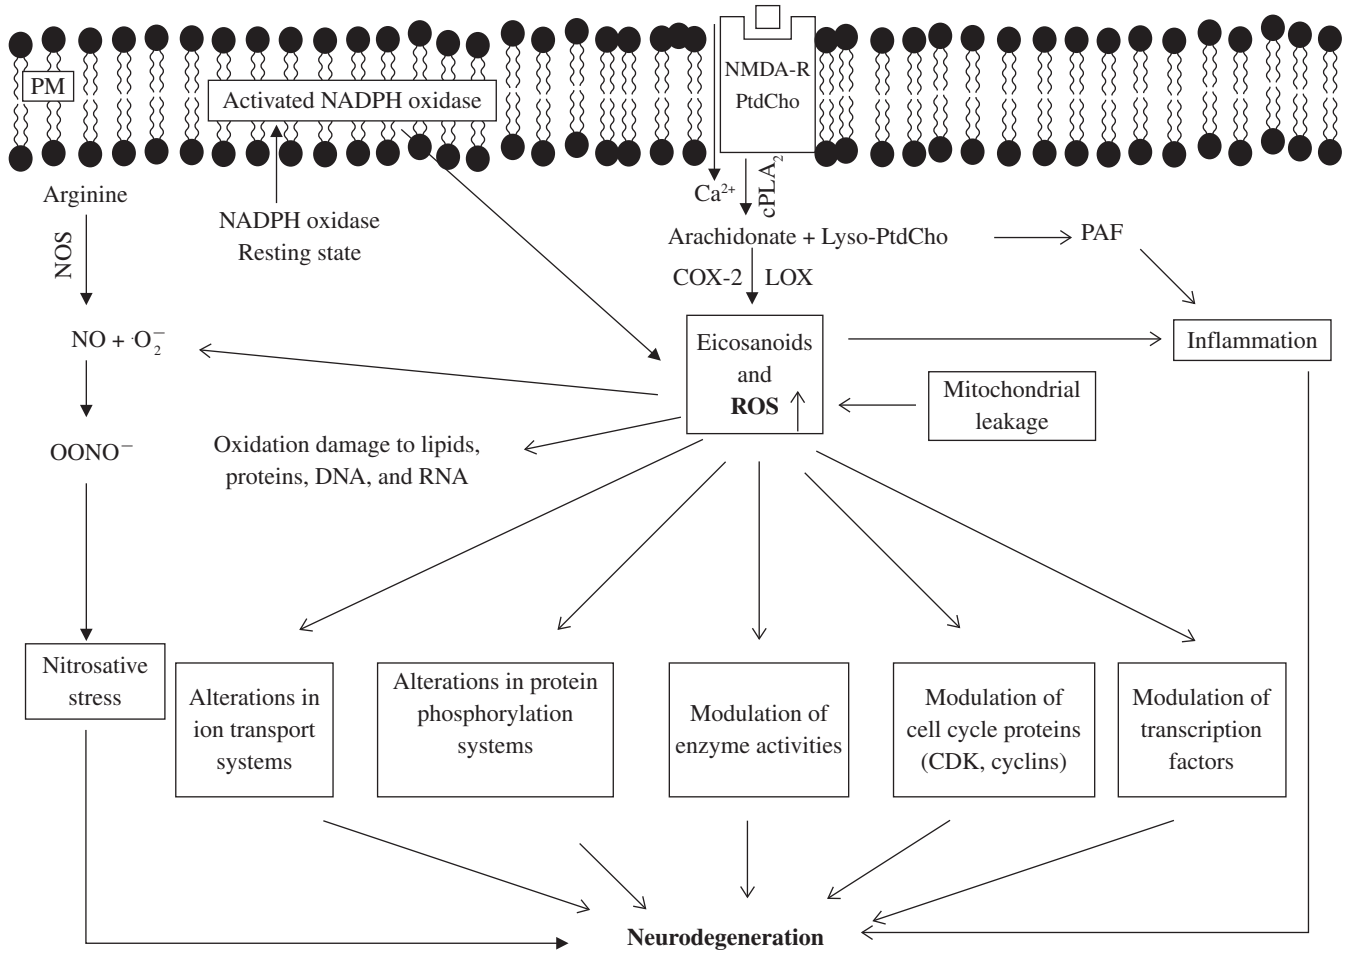 PM
Activated NADPH oxidase
NMDA-R
PtdCho
Arginine
NOS
NADPH oxidase
Resting state
Ca²⁺
cPLA₂
Arachidonate + Lyso-PtdCho
PAF
COX-2
LOX
NO + ·O₂⁻
Eicosanoids
and
ROS
Inflammation
Mitochondrial
leakage
OONO⁻
Oxidation damage to lipids,
proteins, DNA, and RNA
Nitrosative
stress
Alterations in
ion transport
systems
Alterations in protein
phosphorylation
systems
Modulation of
enzyme activities
Modulation of
cell cycle proteins
(CDK, cyclins)
Modulation of
transcription
factors
Neurodegeneration